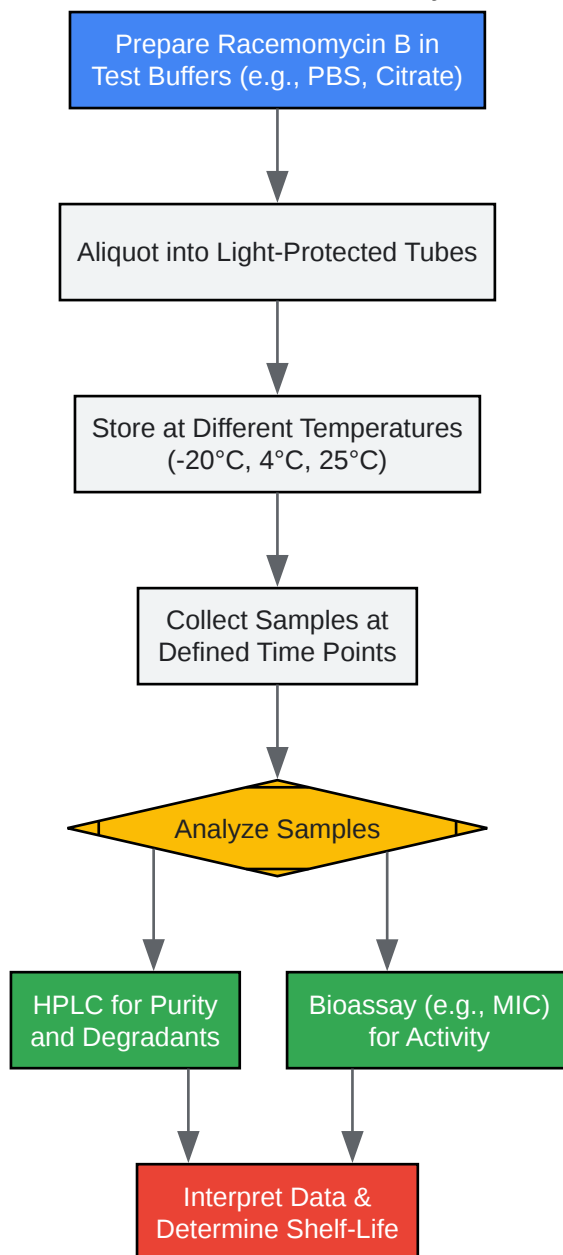 Prepare Racemomycin B in
Test Buffers (e.g., PBS, Citrate)
Aliquot into Light-Protected Tubes
Store at Different Temperatures
(-20°C, 4°C, 25°C)
Collect Samples at
Defined Time Points
Analyze Samples
HPLC for Purity
and Degradants
Bioassay (e.g., MIC)
for Activity
Interpret Data &
Determine Shelf-Life